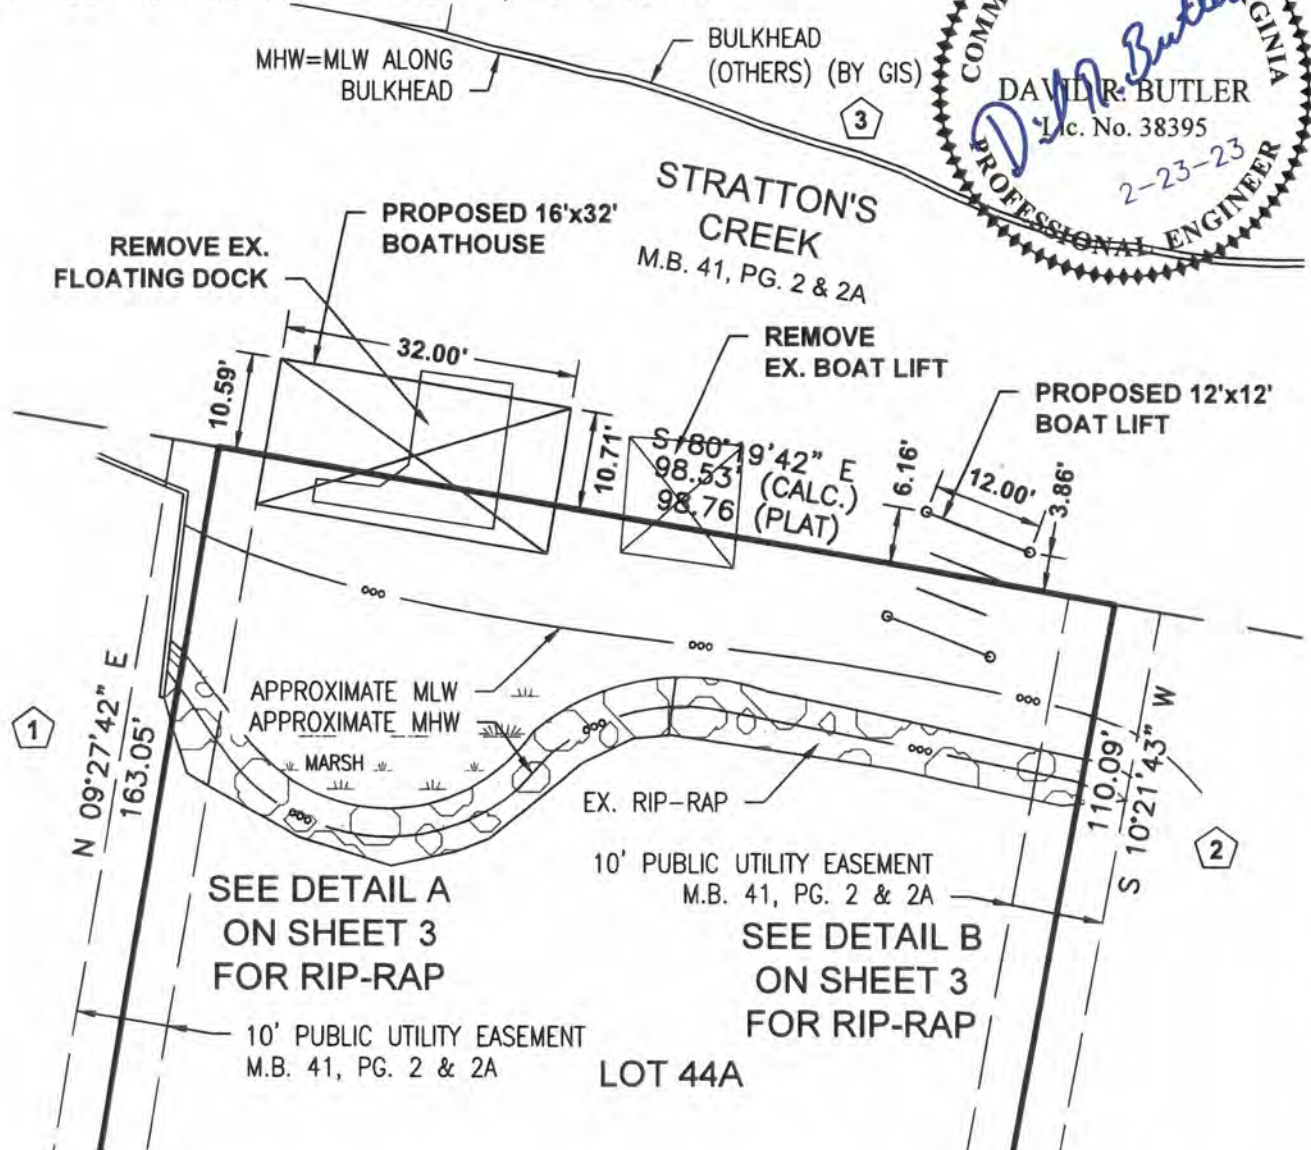 MHW=MLW ALONG
BULKHEAD
BULKHEAD
(OTHERS) (BY GIS)
3
DAVID R. BUTLER
Lic. No. 38395
2-23-23
PROFESSIONAL ENGINEER
STRATTON'S
CREEK
M.B. 41, PG. 2 & 2A
PROPOSED 16'x32'
BOATHOUSE
REMOVE EX.
FLOATING DOCK
REMOVE
EX. BOAT LIFT
PROPOSED 12'x12'
BOAT LIFT
32.00'
10.59'
10.71'
S 80°19'42" E
98.53' (CALC.)
98.76 (PLAT)
6.16'
12.00'
3.86'
APPROXIMATE MLW
APPROXIMATE MHW
MARSH
EX. RIP-RAP
1
N 09°27'42" E
163.05'
110.09'
S 10°21'43" W
2
10' PUBLIC UTILITY EASEMENT
M.B. 41, PG. 2 & 2A
SEE DETAIL A
ON SHEET 3
FOR RIP-RAP
SEE DETAIL B
ON SHEET 3
FOR RIP-RAP
10' PUBLIC UTILITY EASEMENT
M.B. 41, PG. 2 & 2A
LOT 44A